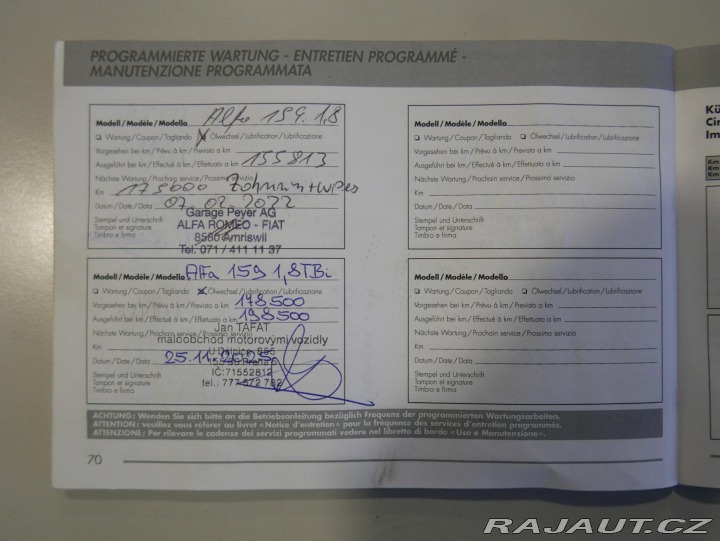 PROGRAMMIERTE WARTUNG - ENTRETIEN PROGRAMMÉ -
MANUTENZIONE PROGRAMMATA
Modell / Modèle / Modello Alfa 159 1,8
Wartung / Coupon / Tagliando Ölwechsel / Lubrification / Lubrificazione
Vorgesehen bei km / Prévu à km / Previsto a km
Ausgeführt bei km / Effectué à km / Effettuato a km 155813
Nächste Wartung / Prochain service / Prossimo servizio
Km
Datum / Date / Data 07.02.2022
Stempel und Unterschrift
Tampon et signature
Timbro e firma
Garage Peyer AG
ALFA ROMEO - FIAT
8580 Amriswil
Tel. 071 / 411 11 37
Modell / Modèle / Modello Alfa 159 1,8TBi
Wartung / Coupon / Tagliando Ölwechsel / Lubrification / Lubrificazione
Vorgesehen bei km / Prévu à km / Previsto a km 198500
Ausgeführt bei km / Effectué à km / Effettuato a km 198500
Nächste Wartung / Prochain service / Prossimo servizio
Km
Datum / Date / Data
Stempel und Unterschrift
Tampon et signature
Timbro e firma
Jan TAFAT
maloobchod motorovými vozidly
IČ:71552812
tel.: 777 572 782
Modell / Modèle / Modello
Wartung / Coupon / Tagliando Ölwechsel / Lubrification / Lubrificazione
Vorgesehen bei km / Prévu à km / Previsto a km
Ausgeführt bei km / Effectué à km / Effettuato a km
Nächste Wartung / Prochain service / Prossimo servizio
Km
Datum / Date / Data
Stempel und Unterschrift
Tampon et signature
Timbro e firma
Modell / Modèle / Modello
Wartung / Coupon / Tagliando Ölwechsel / Lubrification / Lubrificazione
Vorgesehen bei km / Prévu à km / Previsto a km
Ausgeführt bei km / Effectué à km / Effettuato a km
Nächste Wartung / Prochain service / Prossimo servizio
Km
Datum / Date / Data
Stempel und Unterschrift
Tampon et signature
Timbro e firma
ACHTUNG: Wenden Sie sich bitte an die Betriebsanleitung bezüglich Frequenz der programmierten Wartungsarbeiten.
ATTENTION: veuillez vous référer au livret «Notice d'entretien» pour la fréquence des services d'entretien programmés.
ATTENZIONE: Per rilevare le cadenze dei servizi programmati vedere nel libretto di bordo «Uso e Manutenzione».
70
Kü
Cir
Im
Km
Km
Km
RAJAUT.CZ